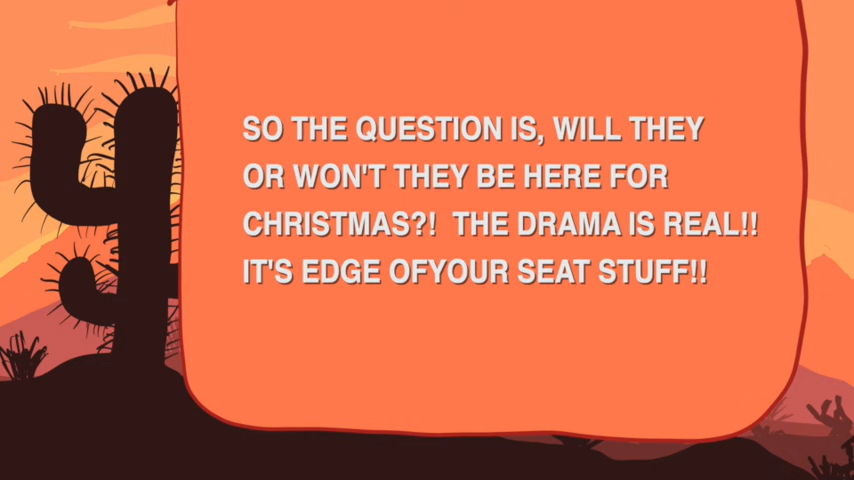 SO THE QUESTION IS, WILL THEY
OR WON'T THEY BE HERE FOR
CHRISTMAS?!  THE DRAMA IS REAL!!
IT'S EDGE OFYOUR SEAT STUFF!!